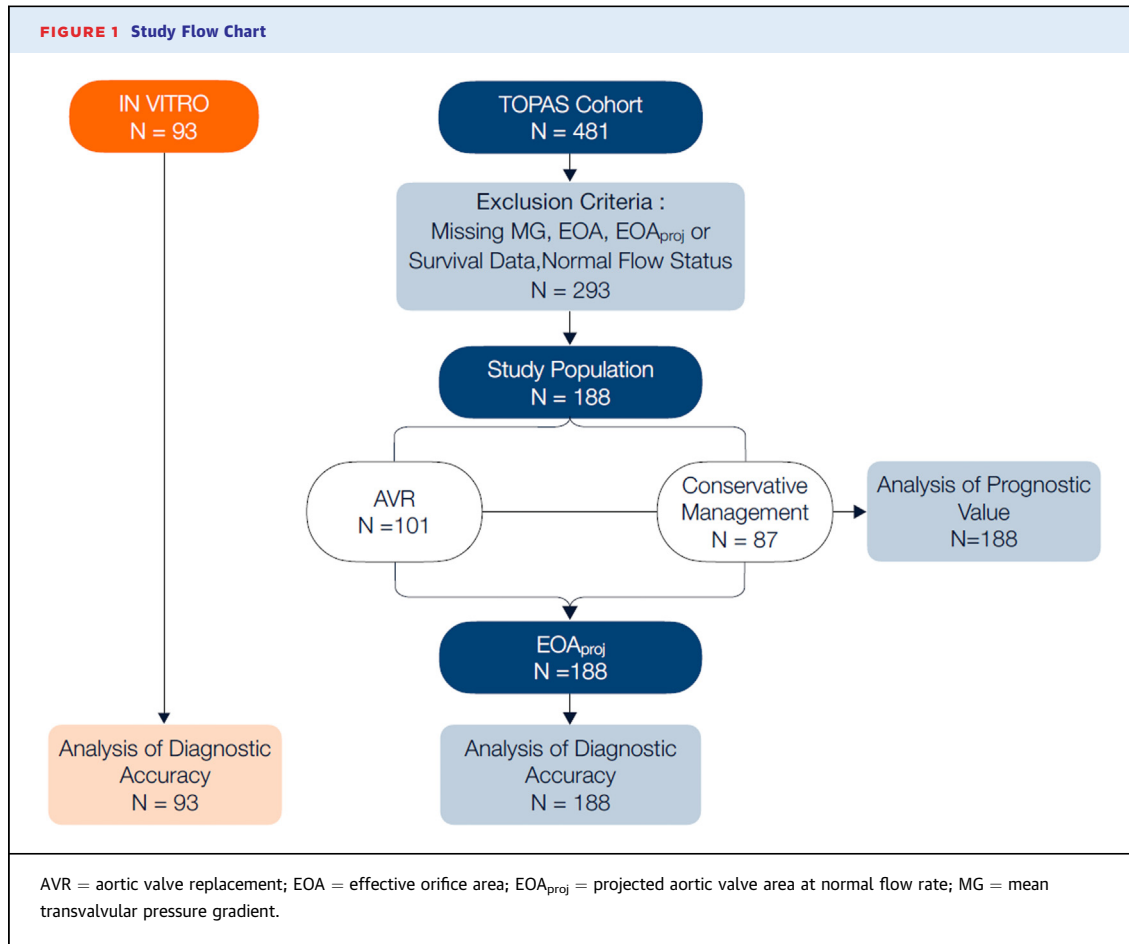 FIGURE 1 Study Flow Chart
IN VITRO
N = 93
TOPAS Cohort
N = 481
Exclusion Criteria :
Missing MG, EOA, EOAproj or
Survival Data,Normal Flow Status
N = 293
Study Population
N = 188
AVR
N =101
Conservative
Management
N = 87
Analysis of Prognostic
Value
N=188
EOAproj
N =188
Analysis of Diagnostic
Accuracy
N = 93
Analysis of Diagnostic
Accuracy
N = 188
AVR = aortic valve replacement; EOA = effective orifice area; EOAproj = projected aortic valve area at normal flow rate; MG = mean
transvalvular pressure gradient.